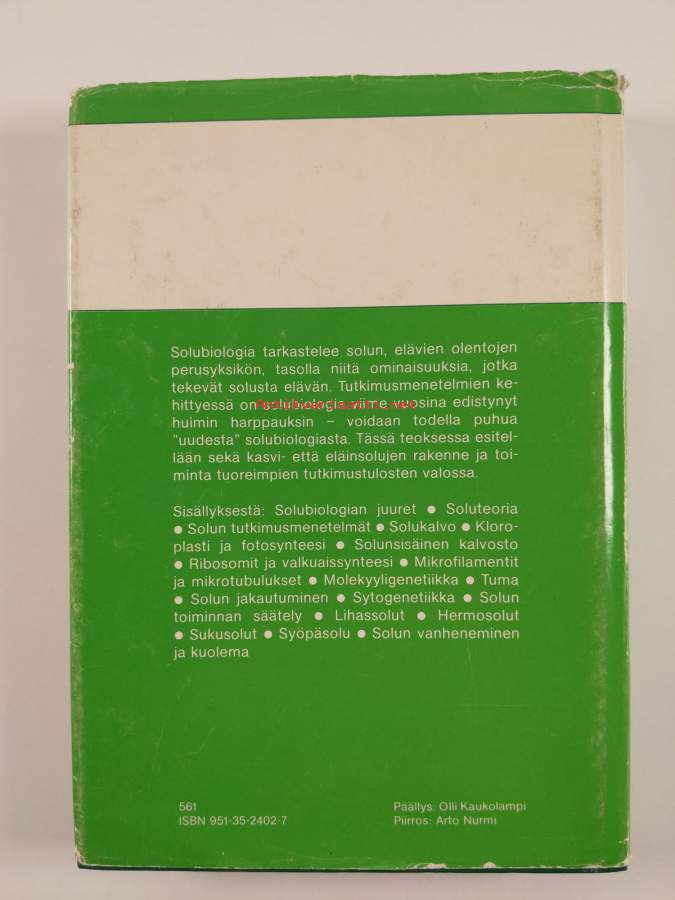 Solubiologia tarkastelee solun, elävien olentojen
perusyksikön, tasolla niitä ominaisuuksia, jotka
tekevät solusta elävän. Tutkimusmenetelmien ke-
hittyessä on solubiologia viime vuosina edistynyt
huimin harppauksin – voidaan todella puhua
"uudesta" solubiologiasta. Tässä teoksessa esitel-
lään sekä kasvi- että eläinsolujen rakenne ja toi-
minta tuoreimpien tutkimustulosten valossa.
Sisällyksestä: Solubiologian juuret ● Soluteoria
● Solun tutkimusmenetelmät ● Solukalvo ● Kloro-
plasti ja fotosynteesi ● Solunsisäinen kalvosto
● Ribosomit ja valkuaissynteesi ● Mikrofilamentit
ja mikrotubulukset ● Molekyyligenetiikka ● Tuma
● Solun jakautuminen ● Sytogenetiikka ● Solun
toiminnan säätely ● Lihassolut ● Hermosolut
● Sukusolut ● Syöpäsolu ● Solun vanheneminen
ja kuolema
561
ISBN 951-35-2402-7
Päällys: Olli Kaukolampi
Piirros: Arto Nurmi